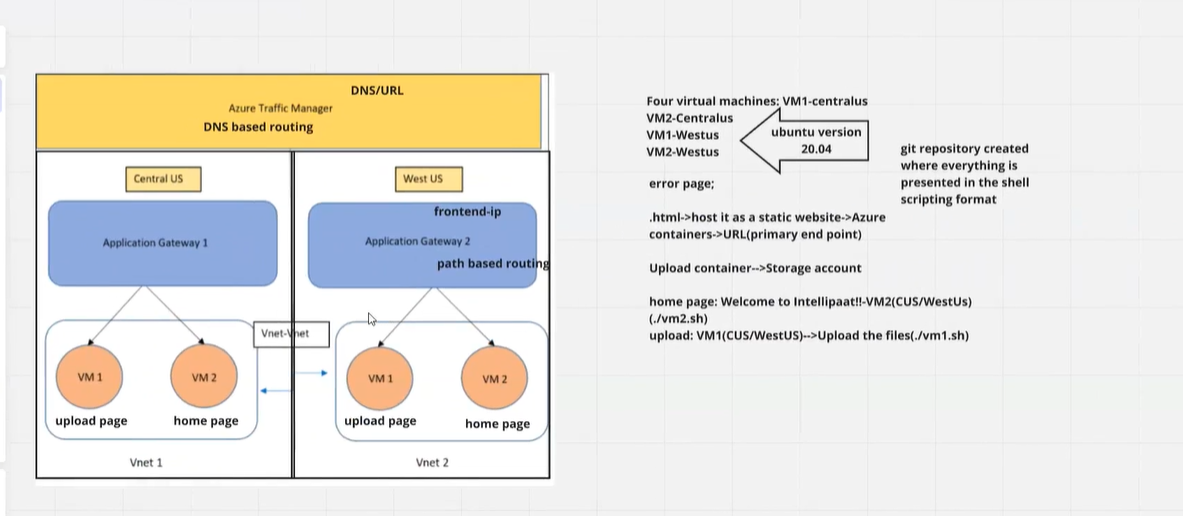 DNS/URL
Azure Traffic Manager
DNS based routing
Central US
West US
Application Gateway 1
frontend-ip
Application Gateway 2
path based routing
Vnet-Vnet
VM 1
VM 2
VM 1
VM 2
upload page
home page
upload page
home page
Vnet 1
Vnet 2
Four virtual machines: VM1-centralus
VM2-Centralus
VM1-Westus
VM2-Westus
ubuntu version
20.04
git repository created
where everything is
presented in the shell
scripting format
error page;
.html->host it as a static website->Azure
containers->URL(primary end point)
Upload container-->Storage account
home page: Welcome to Intellipaat!!-VM2(CUS/WestUs)
(./vm2.sh)
upload: VM1(CUS/WestUS)-->Upload the files(./vm1.sh)